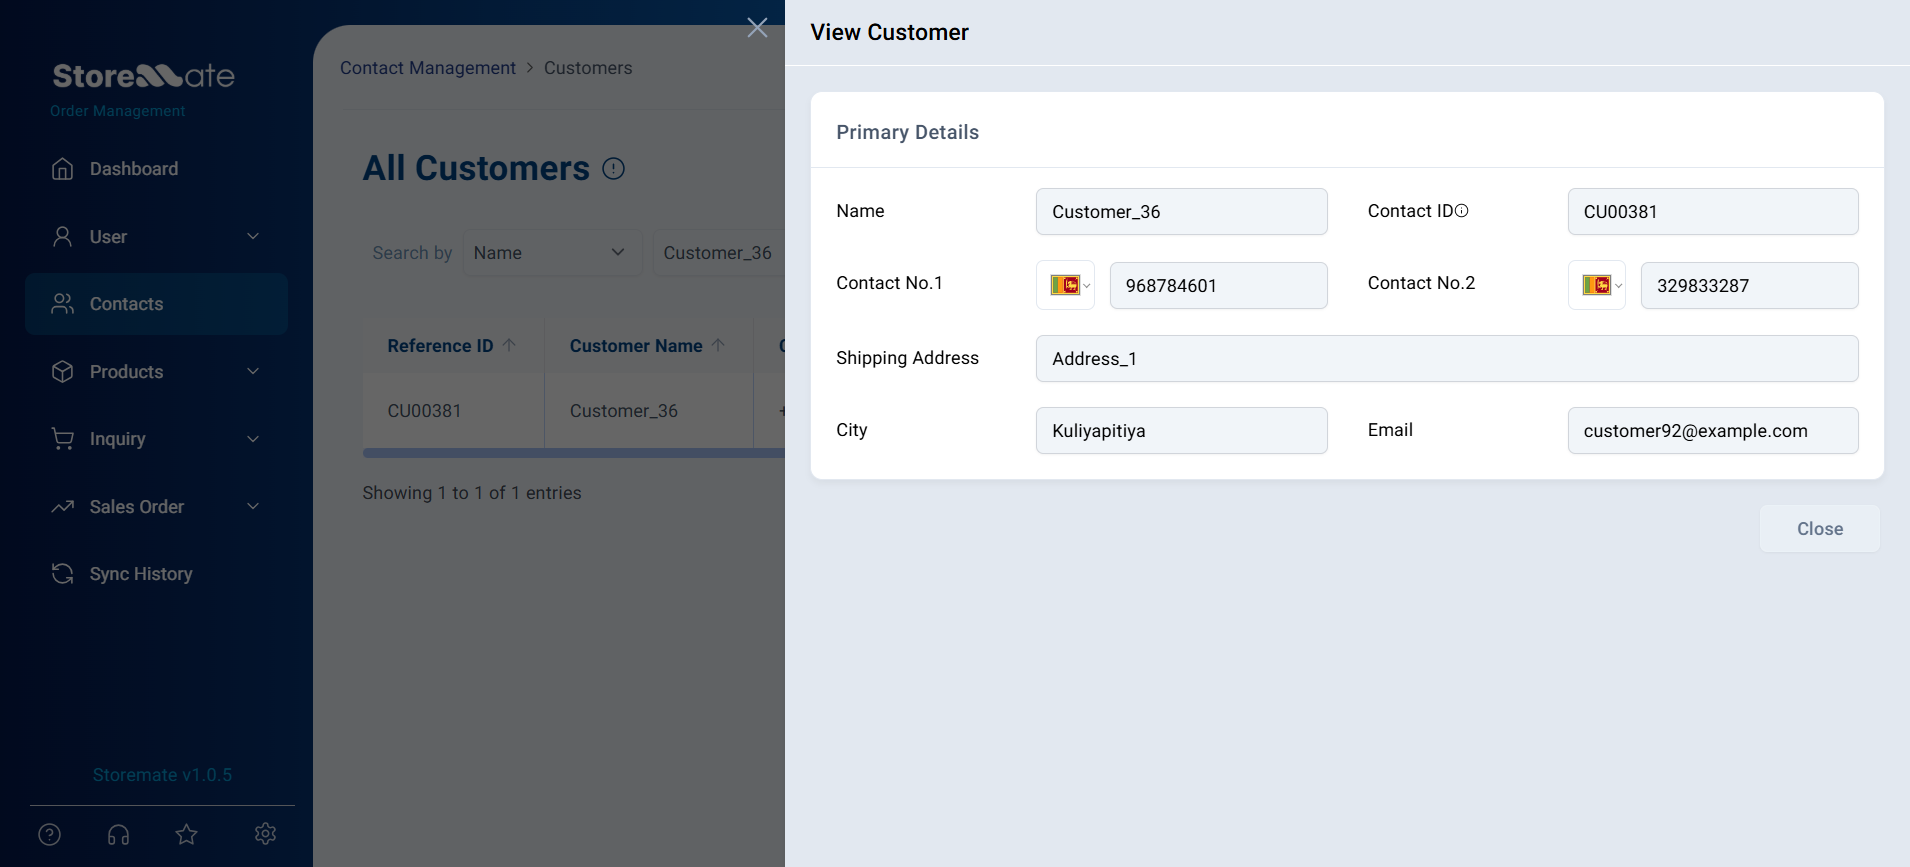 StoreMate
Order Management
Dashboard
User
Contacts
Products
Inquiry
Sales Order
Sync History
Storemate v1.0.5
Contact Management > Customers
All Customers
Search by Name Customer_36
Reference ID Customer Name
CU00381 Customer_36
Showing 1 to 1 of 1 entries
View Customer
Primary Details
Name Customer_36 Contact ID CU00381
Contact No.1 968784601 Contact No.2 329833287
Shipping Address Address_1
City Kuliyapitiya Email customer92@example.com
Close